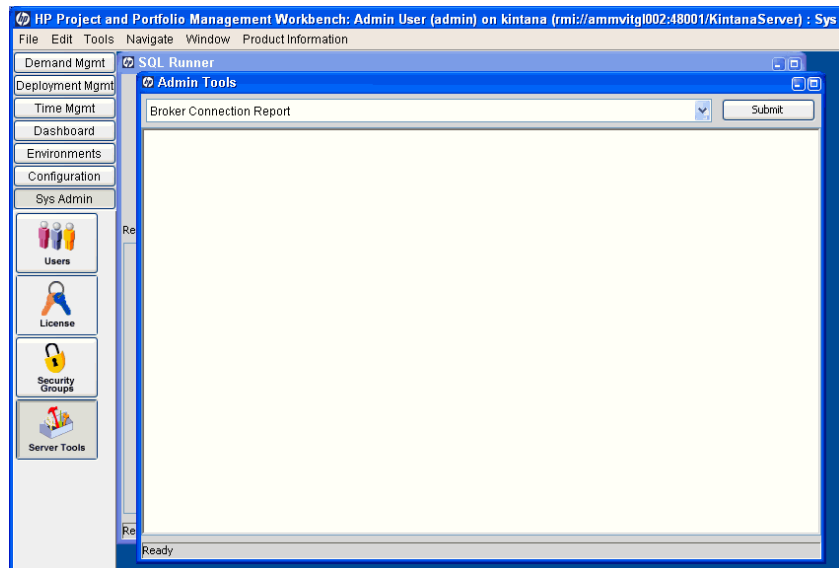 HP Project and Portfolio Management Workbench: Admin User (admin) on kintana (rmi://ammvitgl002:48001/KintanaServer) : Sys
File Edit Tools Navigate Window Product Information
Demand Mgmt
Deployment Mgmt
Time Mgmt
Dashboard
Environments
Configuration
Sys Admin
Users
License
Security
Groups
Server Tools
SQL Runner
Re
Re
Admin Tools
Broker Connection Report
Submit
Ready